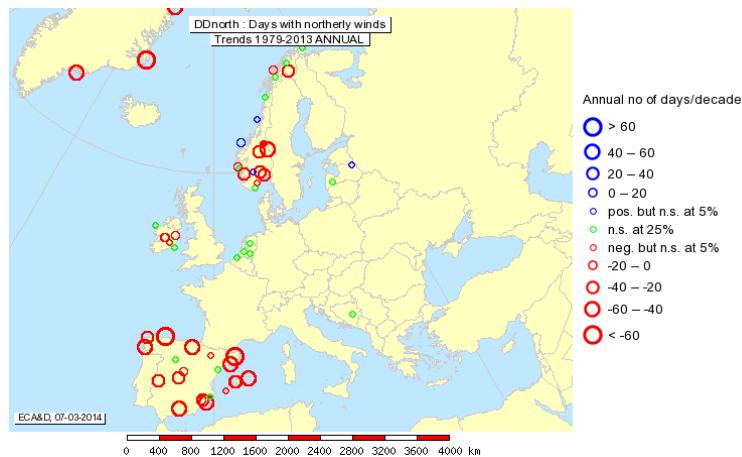 DDnorth : Days with northerly winds
Trends 1979-2013 ANNUAL
Annual no of days/decade
> 60
40 – 60
20 – 40
0 – 20
pos. but n.s. at 5%
n.s. at 25%
neg. but n.s. at 5%
-20 – 0
-40 – -20
-60 – -40
< -60
ECA&D, 07-03-2014
0 400 800 1200 1600 2000 2400 2800 3200 3600 4000 km